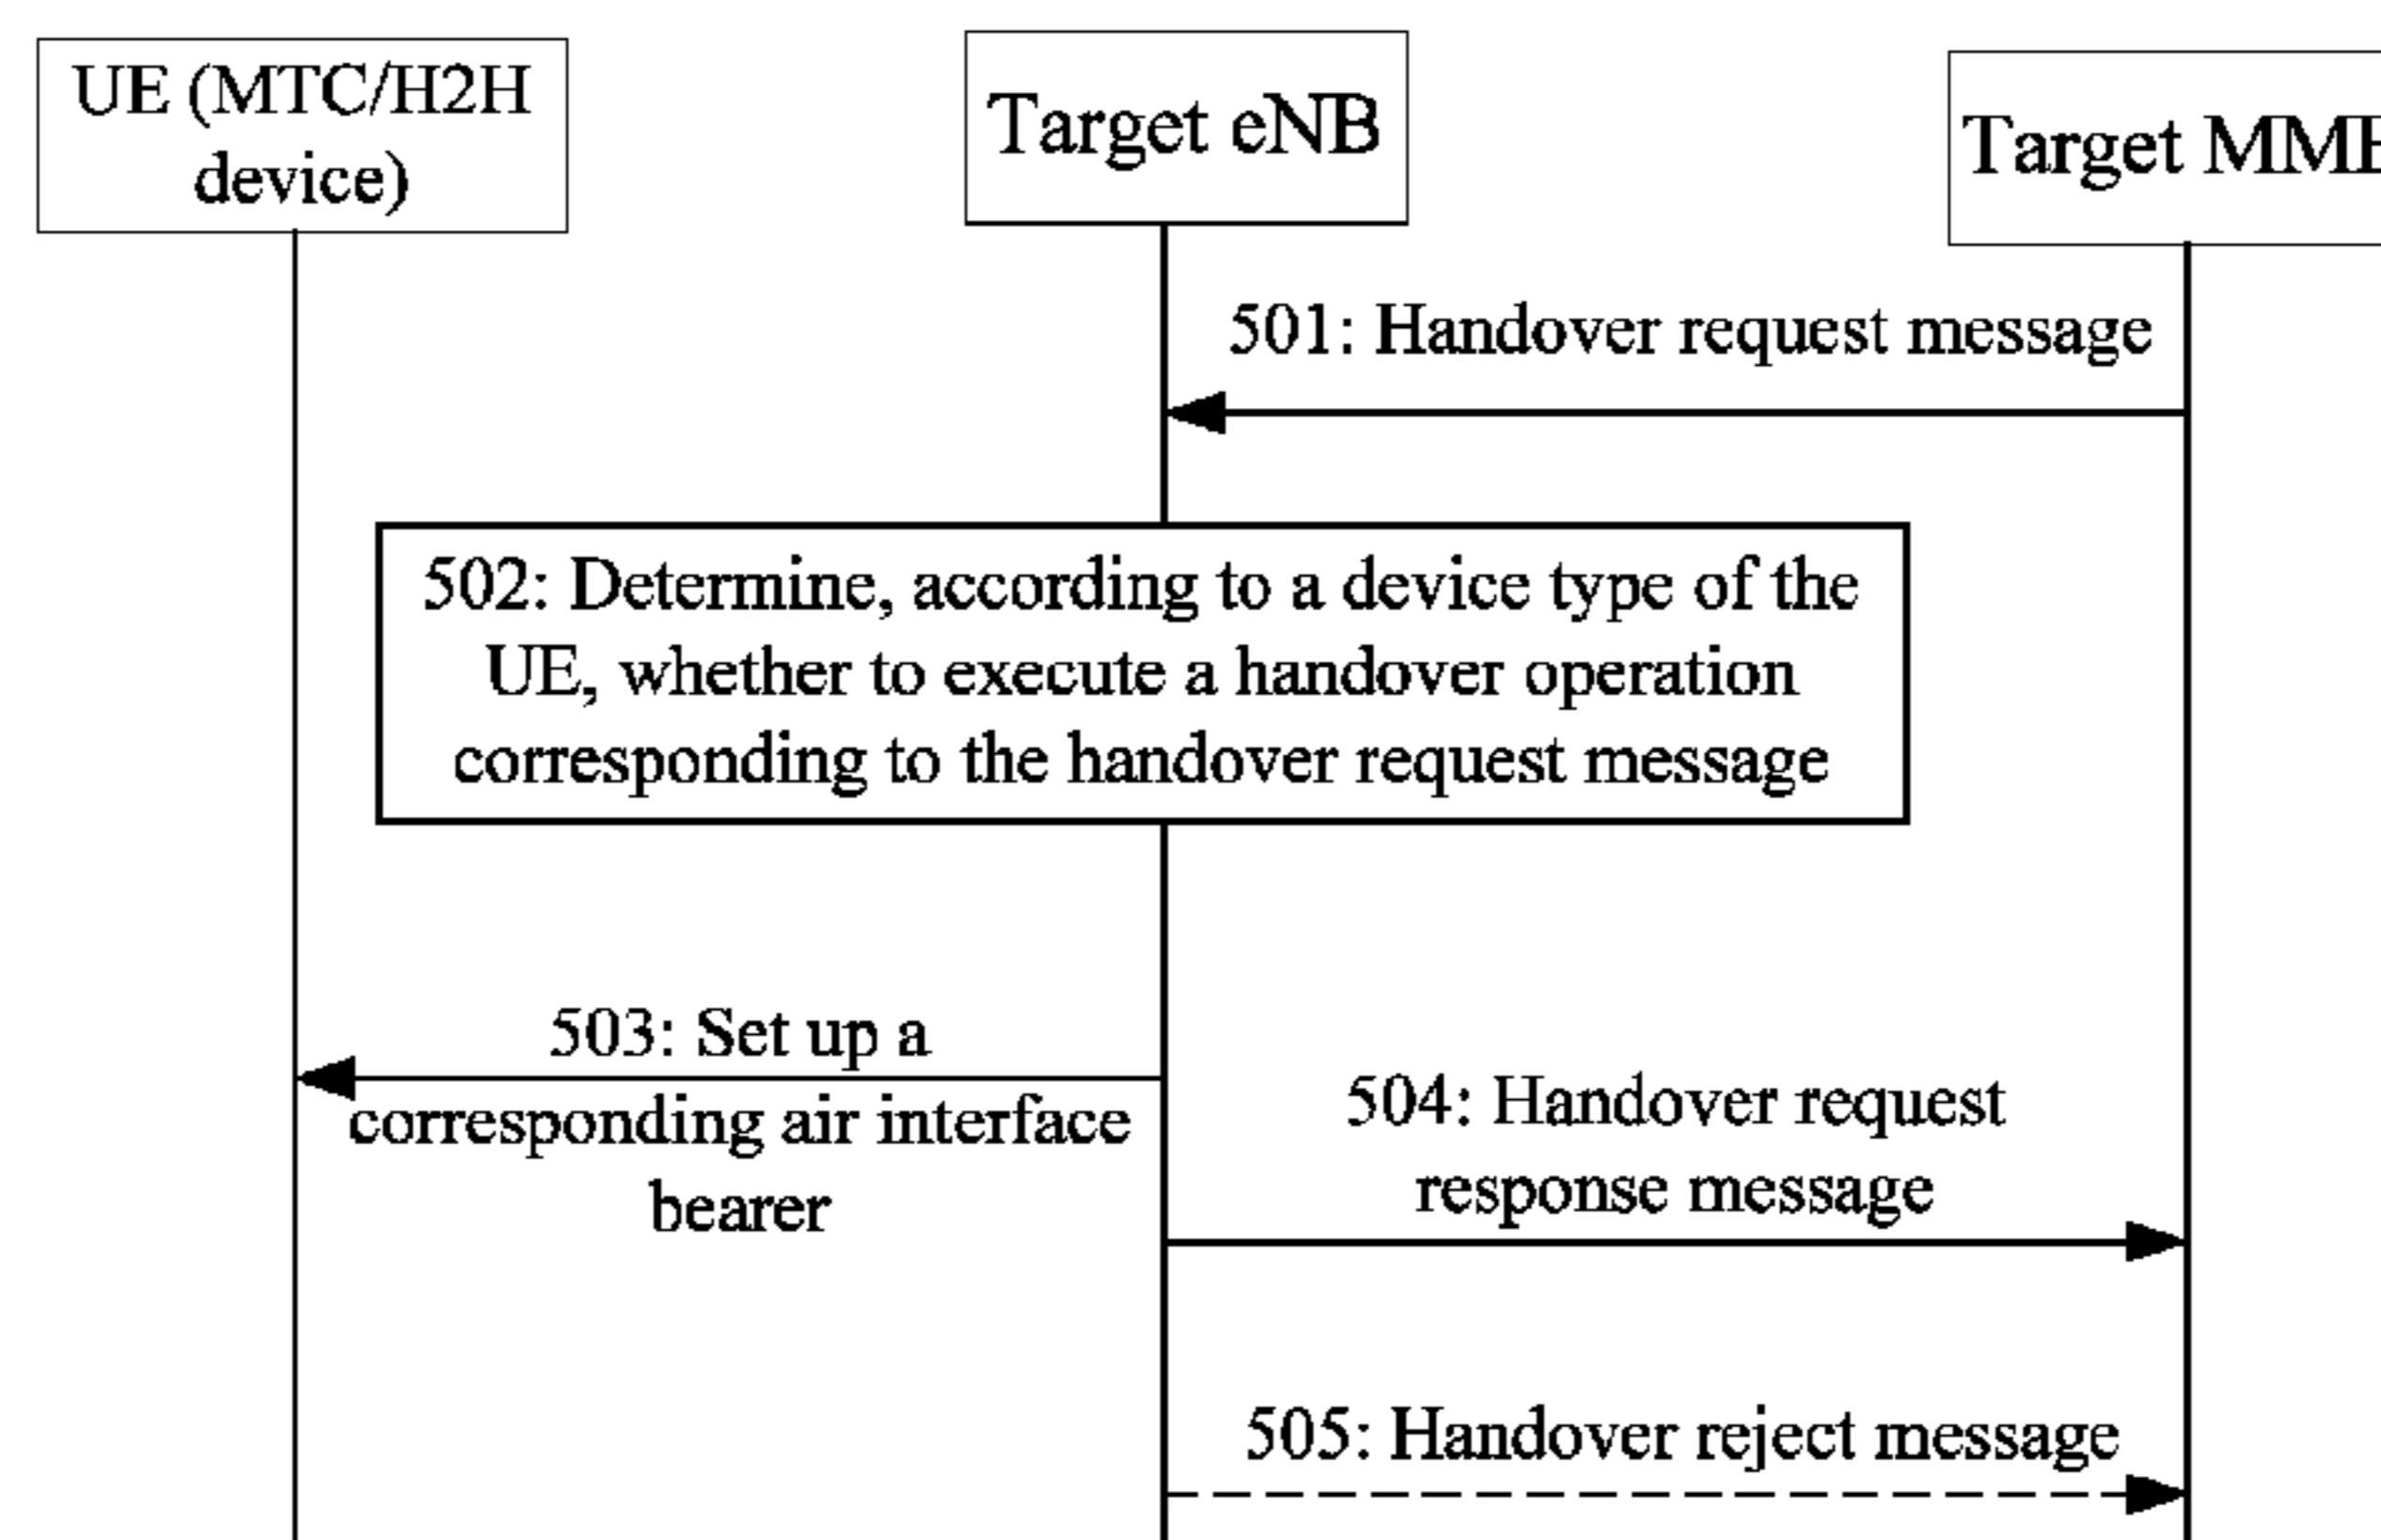 UE (MTC/H2H
device)
Target eNB
Target MME
501: Handover request message
502: Determine, according to a device type of the
UE, whether to execute a handover operation
corresponding to the handover request message
503: Set up a
corresponding air interface
bearer
504: Handover request
response message
505: Handover reject message